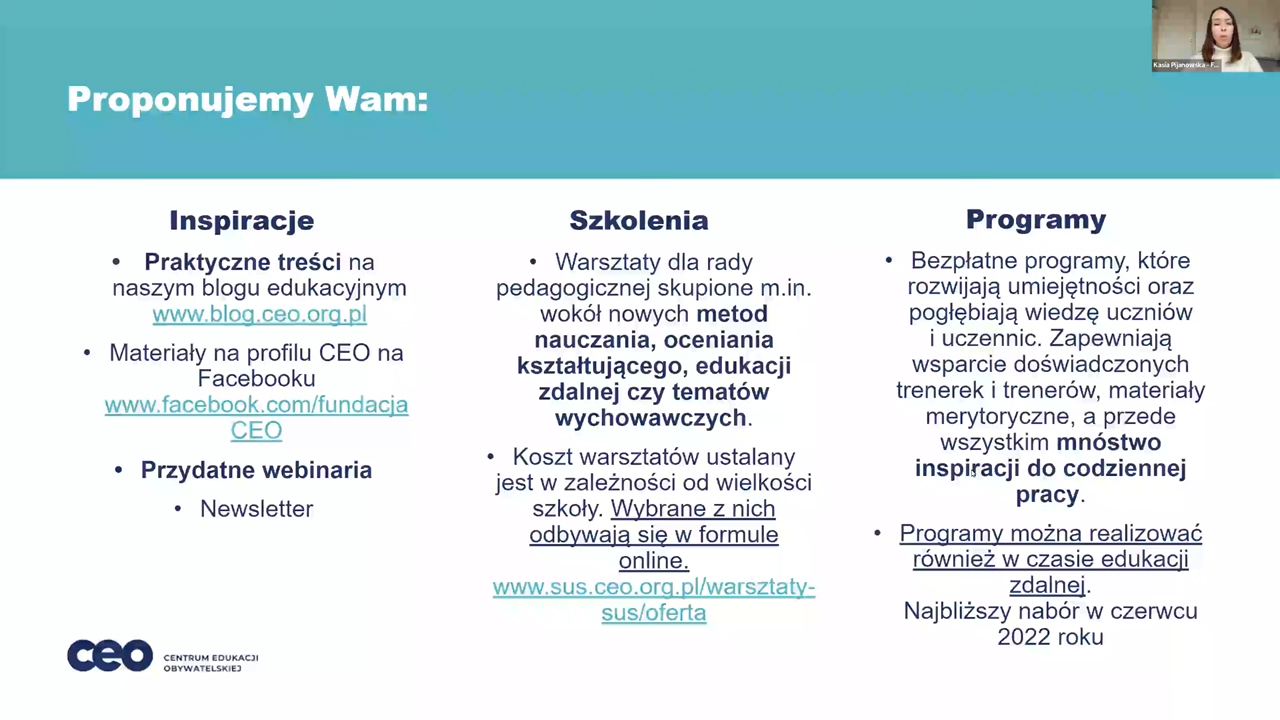 Kasia Pijanowska - F...
Proponujemy Wam:
Inspiracje
• Praktyczne treści na
naszym blogu edukacyjnym
www.blog.ceo.org.pl
• Materiały na profilu CEO na
Facebooku
www.facebook.com/fundacja
CEO
• Przydatne webinaria
• Newsletter
Szkolenia
• Warsztaty dla rady
pedagogicznej skupione m.in.
wokół nowych metod
nauczania, oceniania
kształtującego, edukacji
zdalnej czy tematów
wychowawczych.
• Koszt warsztatów ustalany
jest w zależności od wielkości
szkoły. Wybrane z nich
odbywają się w formule
online.
www.sus.ceo.org.pl/warsztaty-
sus/oferta
Programy
• Bezpłatne programy, które
rozwijają umiejętności oraz
pogłębiają wiedzę uczniów
i uczennic. Zapewniają
wsparcie doświadczonych
trenerek i trenerów, materiały
merytoryczne, a przede
wszystkim mnóstwo
inspiracji do codziennej
pracy.
• Programy można realizować
również w czasie edukacji
zdalnej.
Najbliższy nabór w czerwcu
2022 roku
ceo CENTRUM EDUKACJI
OBYWATELSKIEJ